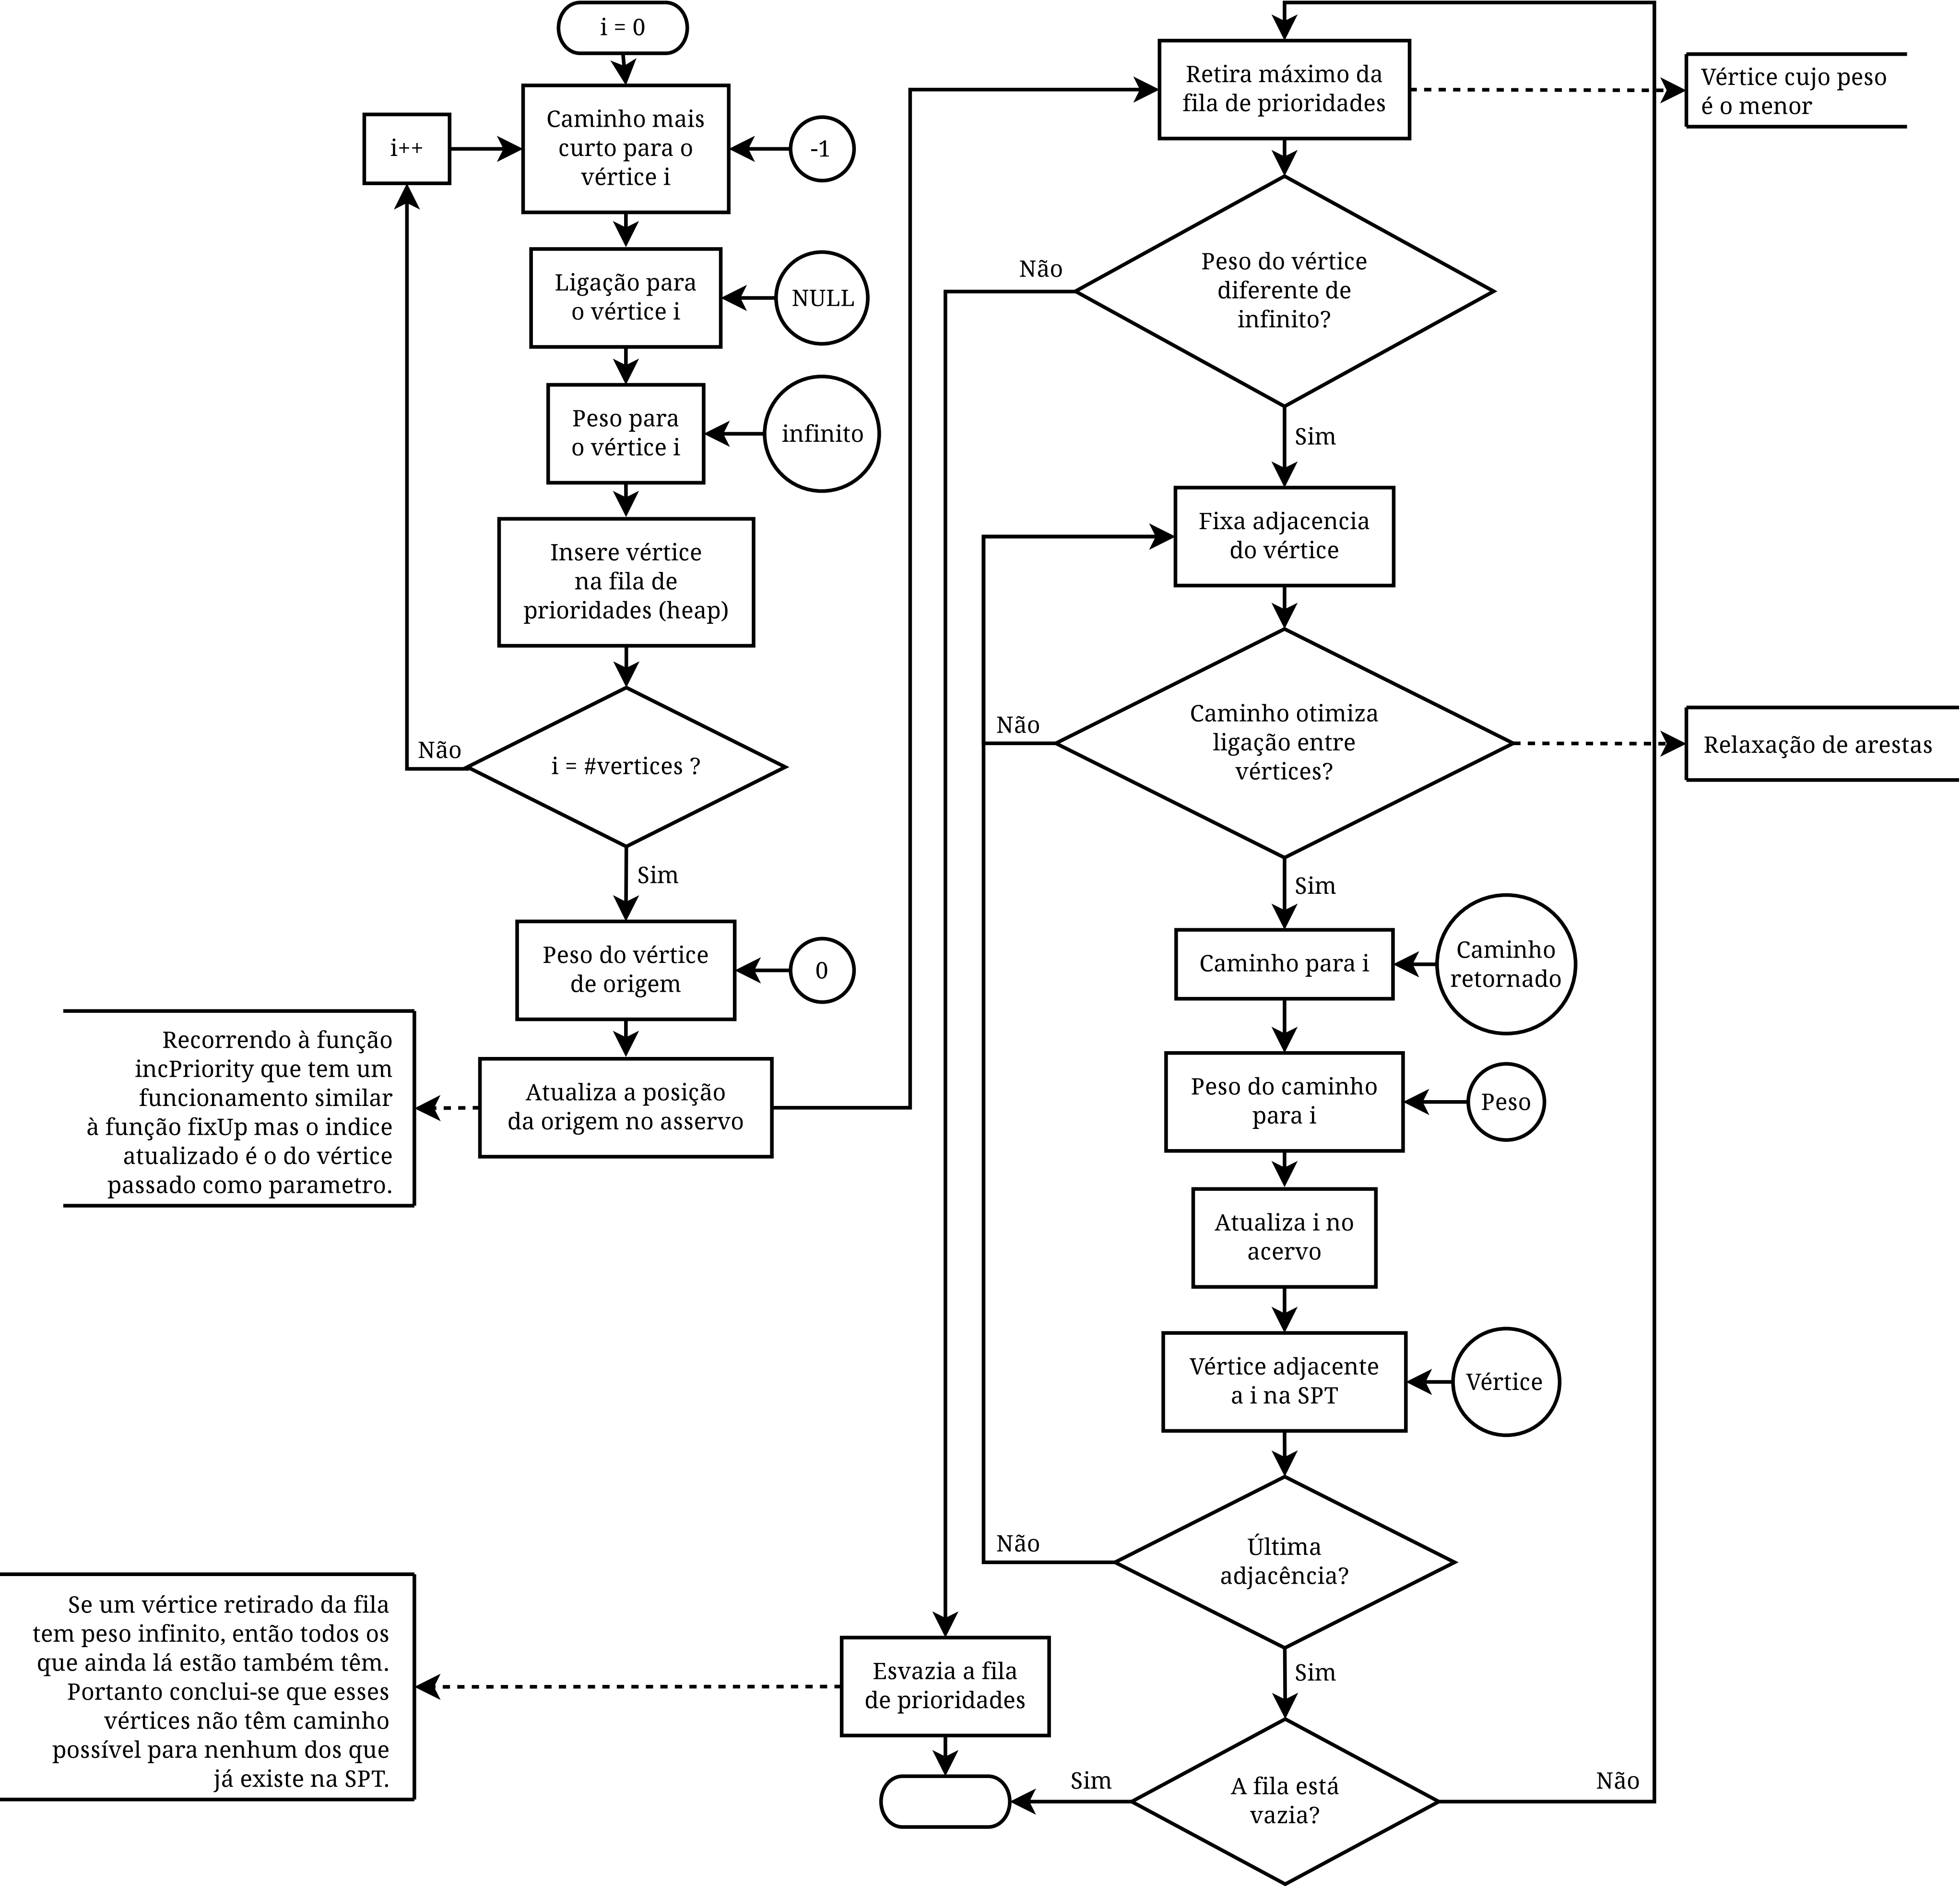 i = 0
Caminho mais
curto para o
vértice i
i++
-1
Ligação para
o vértice i
NULL
Peso para
o vértice i
infinito
Insere vértice
na fila de
prioridades (heap)
i = #vertices ?
Não
Sim
Peso do vértice
de origem
0
Atualiza a posição
da origem no asservo
Recorrendo à função
incPriority que tem um
funcionamento similar
à função fixUp mas o indice
atualizado é o do vértice
passado como parametro.
Retira máximo da
fila de prioridades
Vértice cujo peso
é o menor
Peso do vértice
diferente de
infinito?
Não
Sim
Fixa adjacencia
do vértice
Caminho otimiza
ligação entre
vértices?
Não
Relaxação de arestas
Sim
Caminho para i
Caminho
retornado
Peso do caminho
para i
Peso
Atualiza i no
acervo
Vértice adjacente
a i na SPT
Vértice
Última
adjacência?
Não
Sim
Esvazia a fila
de prioridades
Se um vértice retirado da fila
tem peso infinito, então todos os
que ainda lá estão também têm.
Portanto conclui-se que esses
vértices não têm caminho
possível para nenhum dos que
já existe na SPT.
A fila está
vazia?
Sim
Não